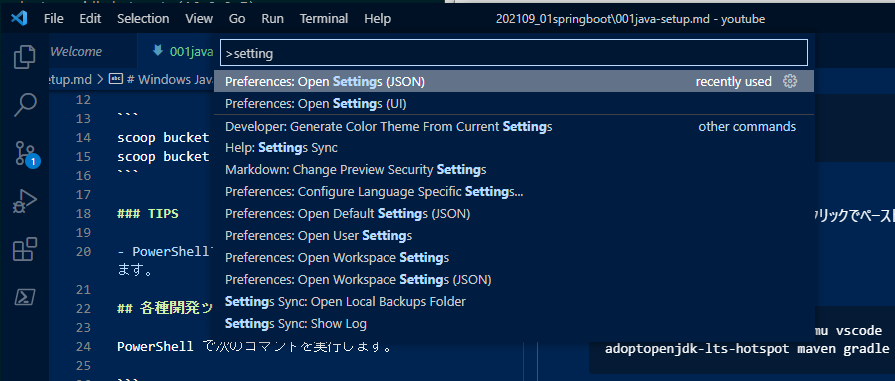 File Edit Selection View Go Run Terminal Help 202109_01springboot\001java-setup.md - youtube
Welcome
001java
>setting
etup.md > # Windows Jav
Preferences: Open Settings (JSON) recently used
Preferences: Open Settings (UI)
Developer: Generate Color Theme From Current Settings other commands
Help: Settings Sync
Markdown: Change Preview Security Settings
Preferences: Configure Language Specific Settings...
Preferences: Open Default Settings (JSON)
Preferences: Open User Settings
Preferences: Open Workspace Settings
Preferences: Open Workspace Settings (JSON)
Settings Sync: Open Local Backups Folder
Settings Sync: Show Log
12
13 ```
14 scoop bucket
15 scoop bucket
16 ```
17
18 ### TIPS
19
20 - PowerShell
ます。
21
22 ## 各種開発ツ
23
24 PowerShell で次のコマンドを実行します。
25
26 ```
1
クリックでペースト
mu vscode
adoptopenjdk-lts-hotspot maven gradle